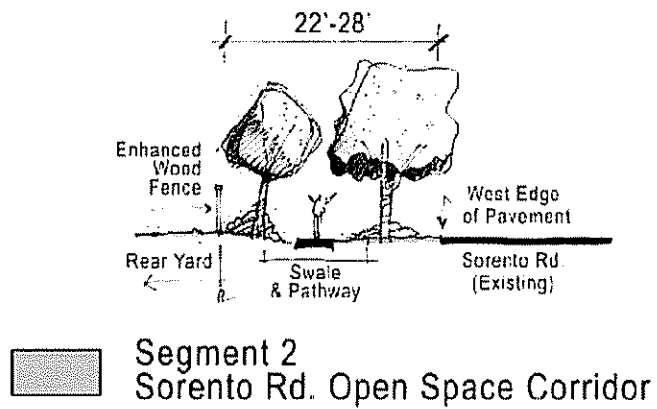 22'-28'
Enhanced
Wood
Fence
West Edge
of Pavement
Rear Yard
Swale
& Pathway
Sorento Rd.
(Existing)
Segment 2
Sorento Rd. Open Space Corridor